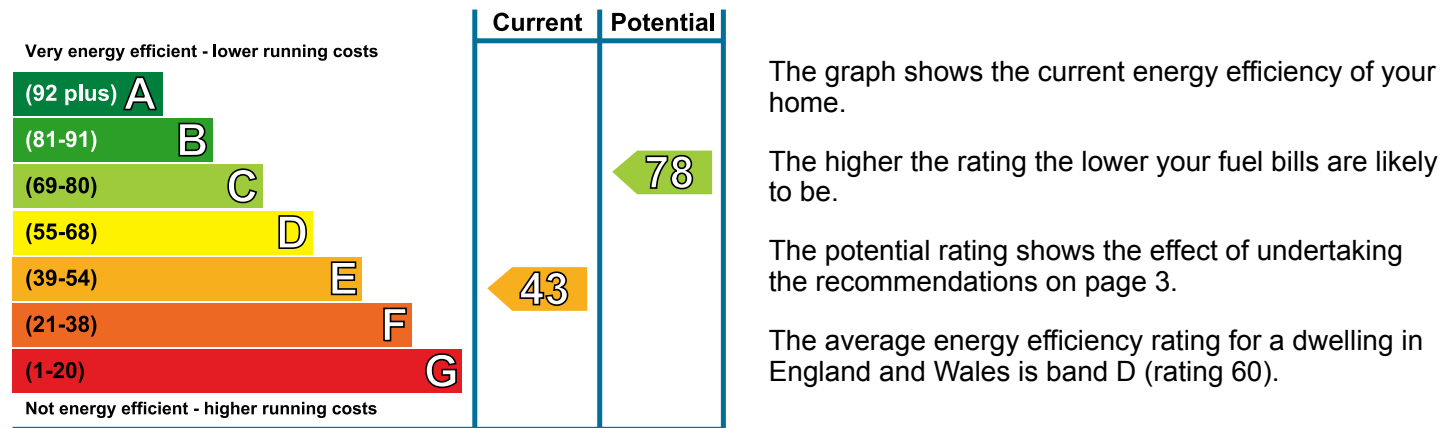 Current Potential
Very energy efficient - lower running costs
(92 plus) A
(81-91) B
(69-80) C
78
(55-68) D
(39-54) E
43
(21-38) F
(1-20) G
Not energy efficient - higher running costs
The graph shows the current energy efficiency of your
home.
The higher the rating the lower your fuel bills are likely
to be.
The potential rating shows the effect of undertaking
the recommendations on page 3.
The average energy efficiency rating for a dwelling in
England and Wales is band D (rating 60).